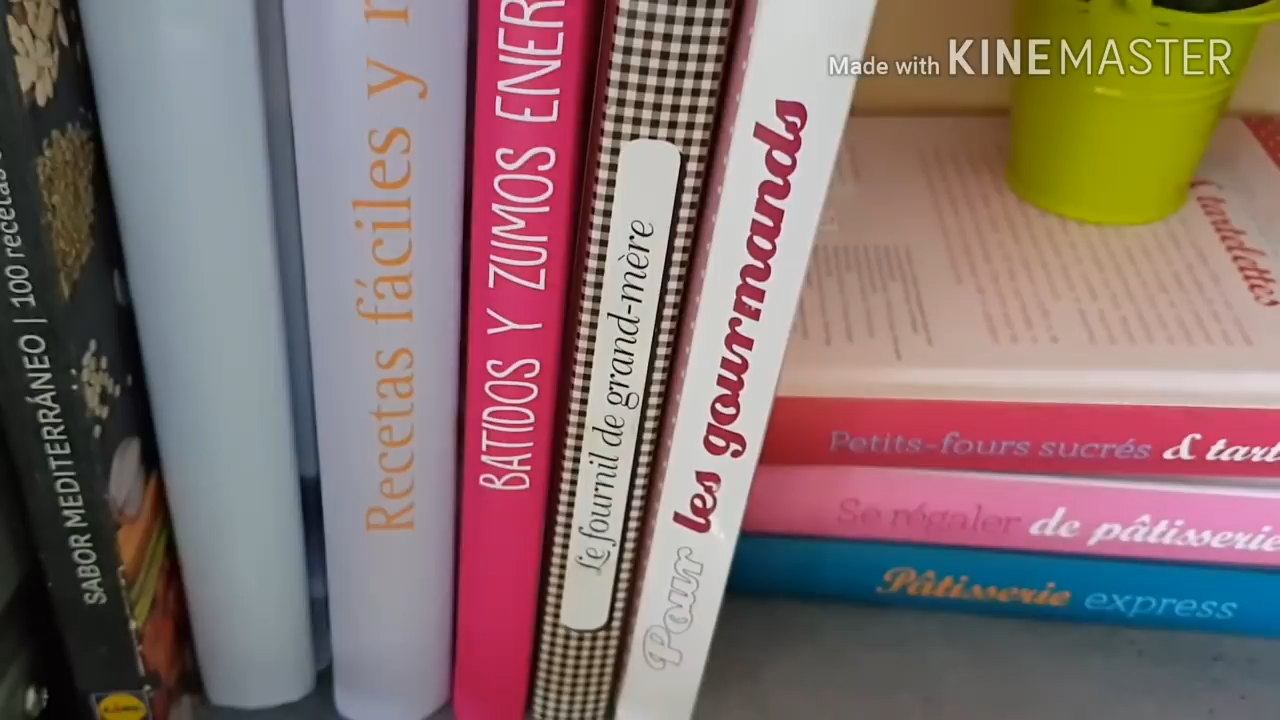 Made with KINEMASTER
SABOR MEDITERRÁNEO | 100 recetas
Recetas fáciles y r
BATIDOS Y ZUMOS ENER
Le fournil de grand-mère
Pour les gourmands
tartelettes
Petits-fours sucrés & tart
Se régaler de pâtisserie
Pâtisserie express